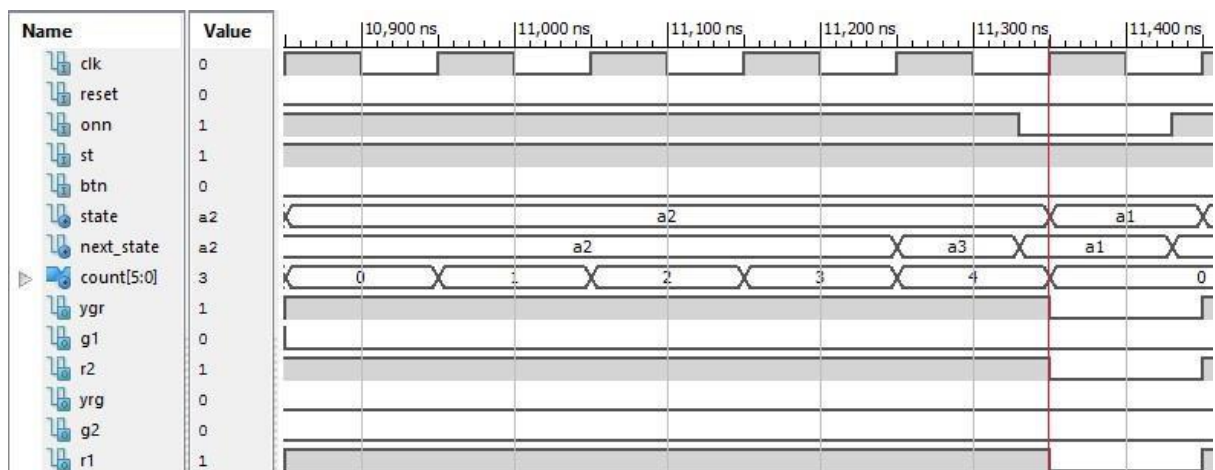 Name Value 10,900 ns 11,000 ns 11,100 ns 11,200 ns 11,300 ns 11,400 ns
clk 0
reset 0
onn 1
st 1
btn 0
state a2 a2 a1
next_state a2 a2 a3 a1
count[5:0] 3 0 1 2 3 4 0
ygr 1
g1 0
r2 1
yrg 0
g2 0
r1 1